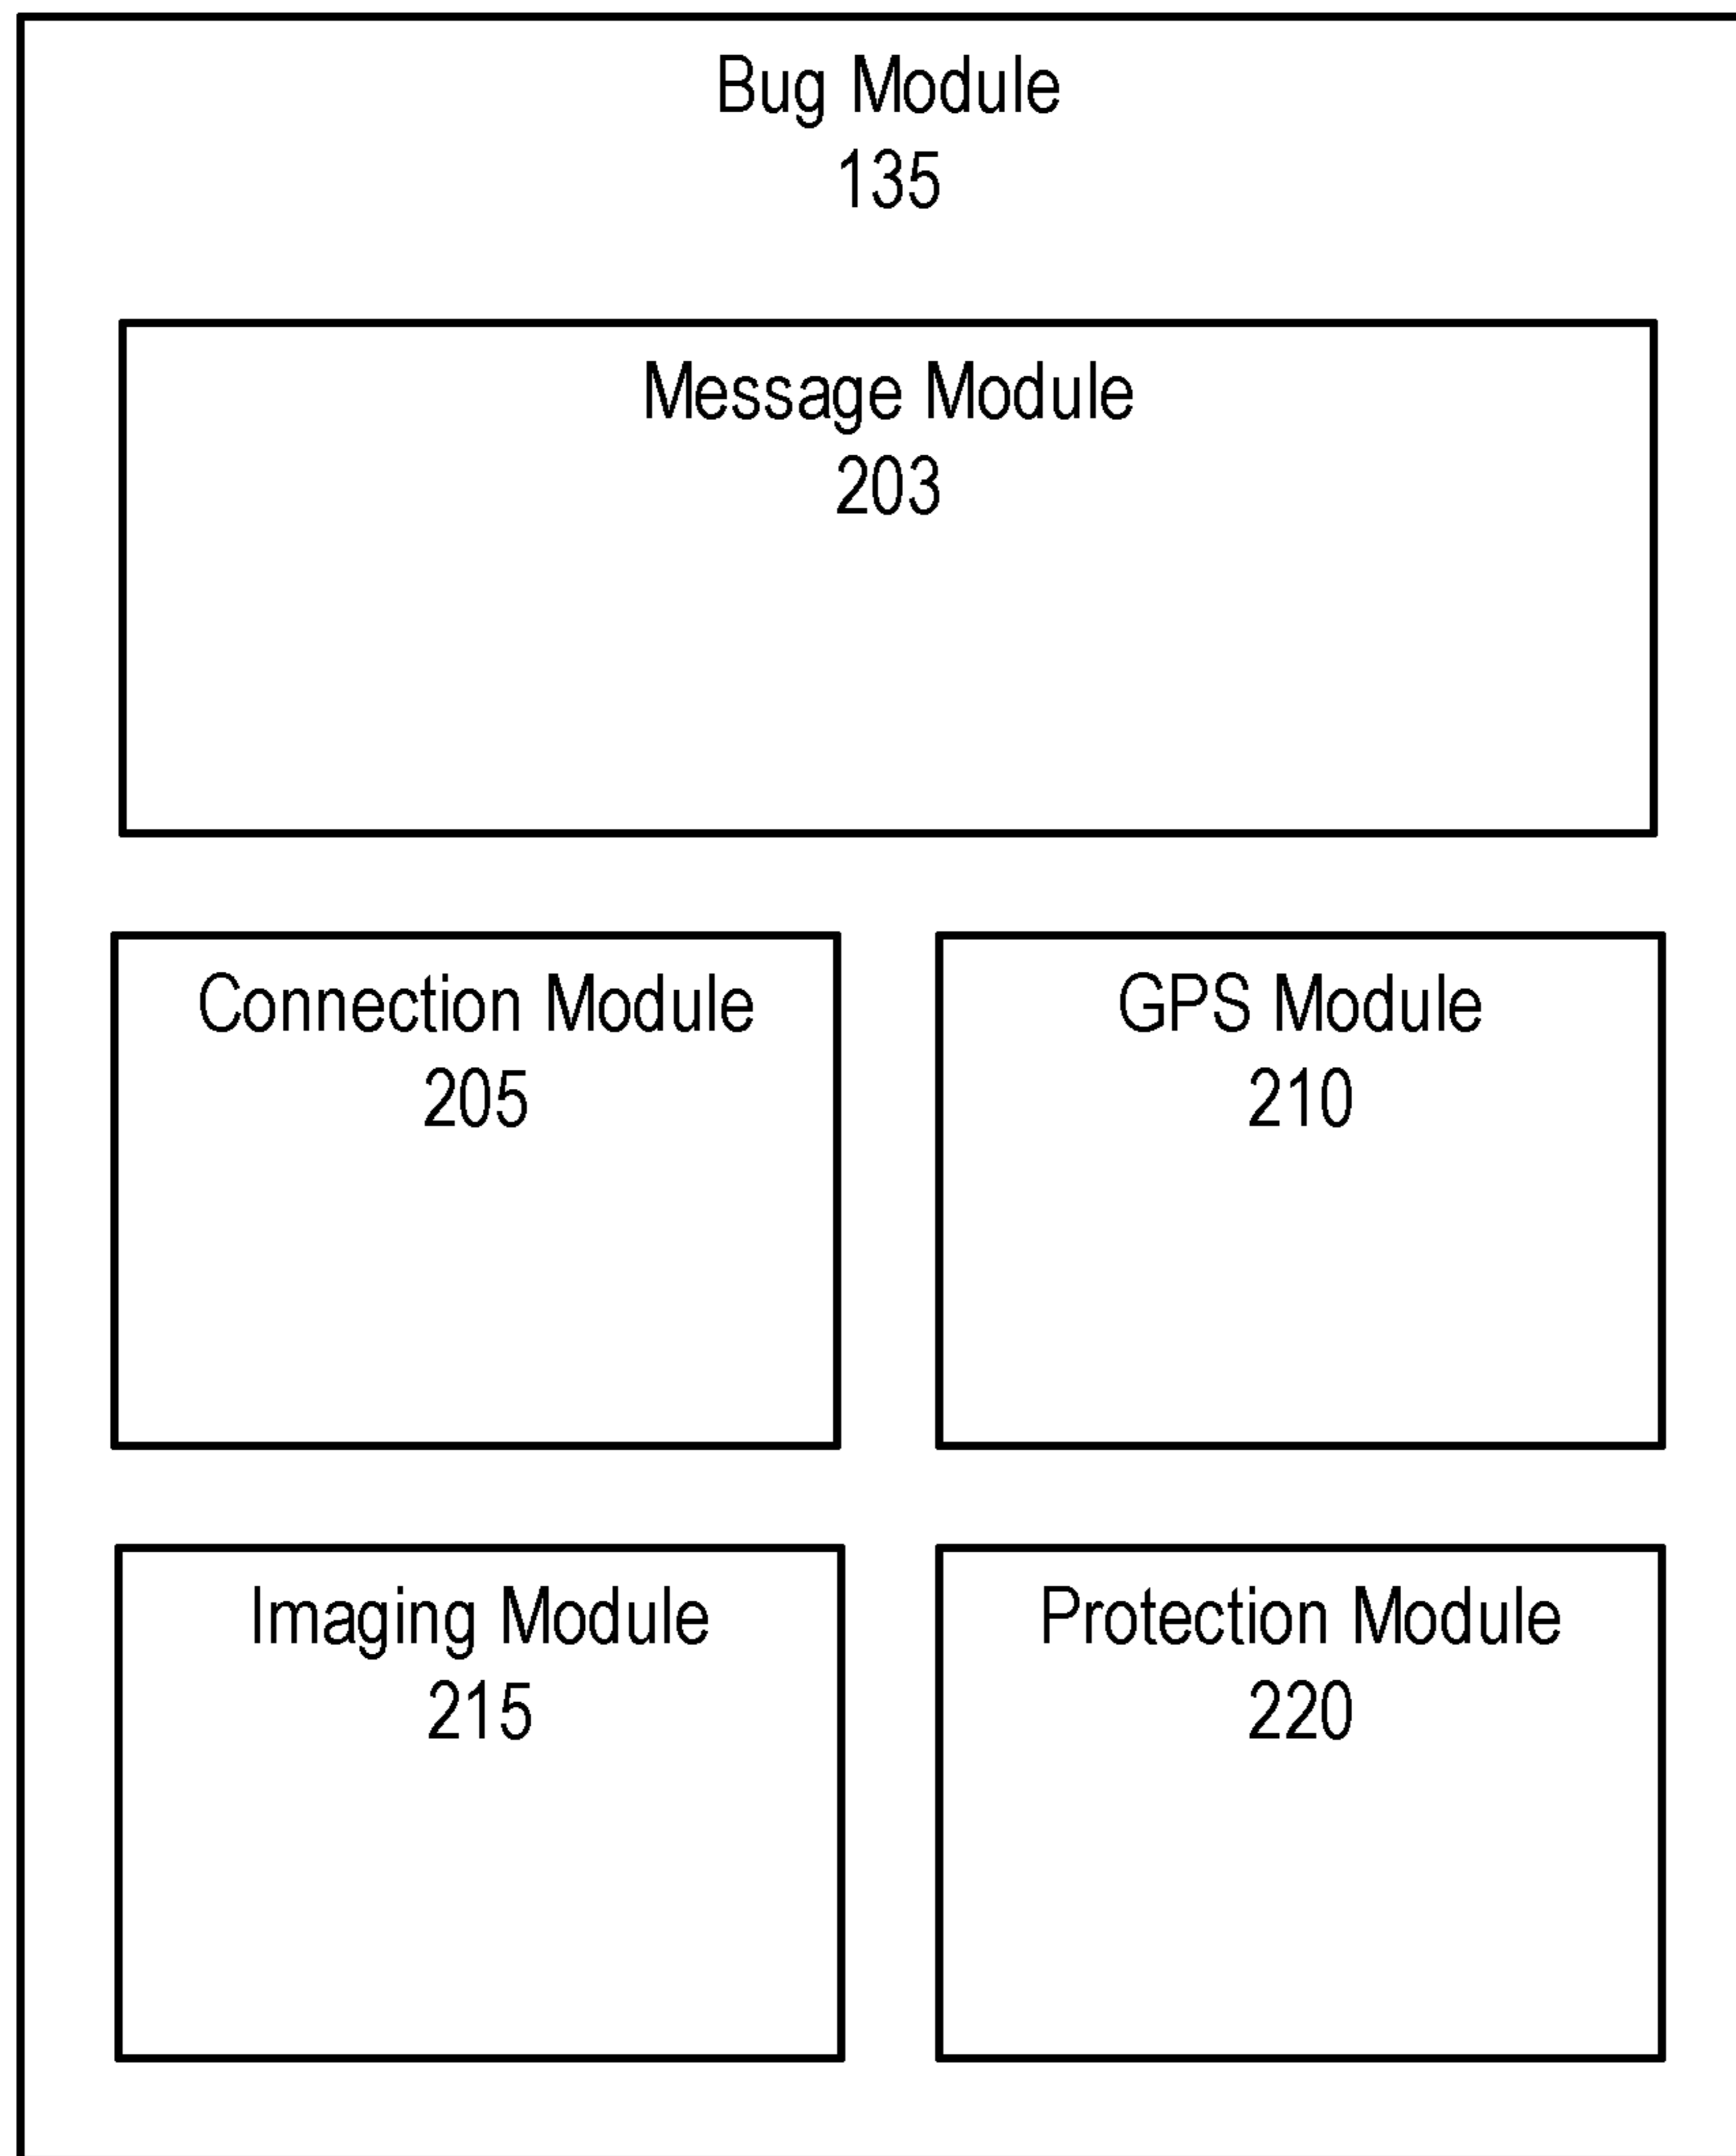 Bug Module
135
Message Module
203
Connection Module
205
GPS Module
210
Imaging Module
215
Protection Module
220